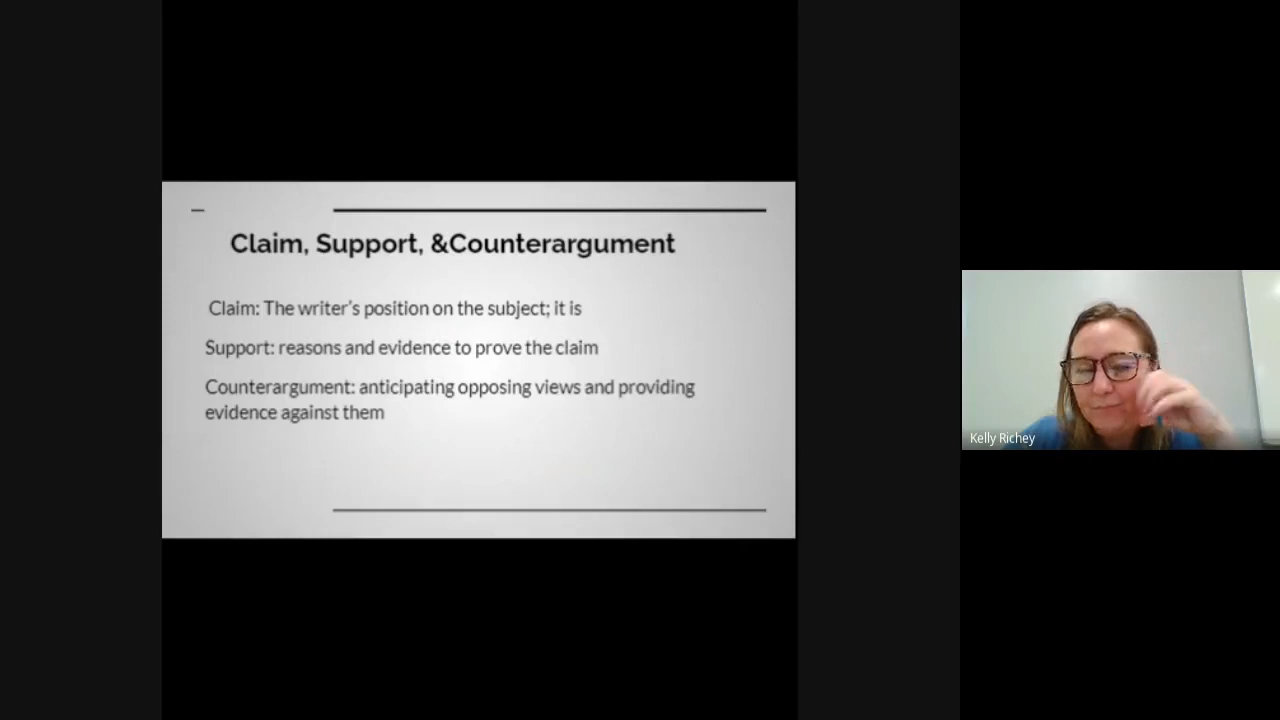 Claim, Support, &Counterargument
Claim: The writer's position on the subject; it is
Support: reasons and evidence to prove the claim
Counterargument: anticipating opposing views and providing
evidence against them
Kelly Richey